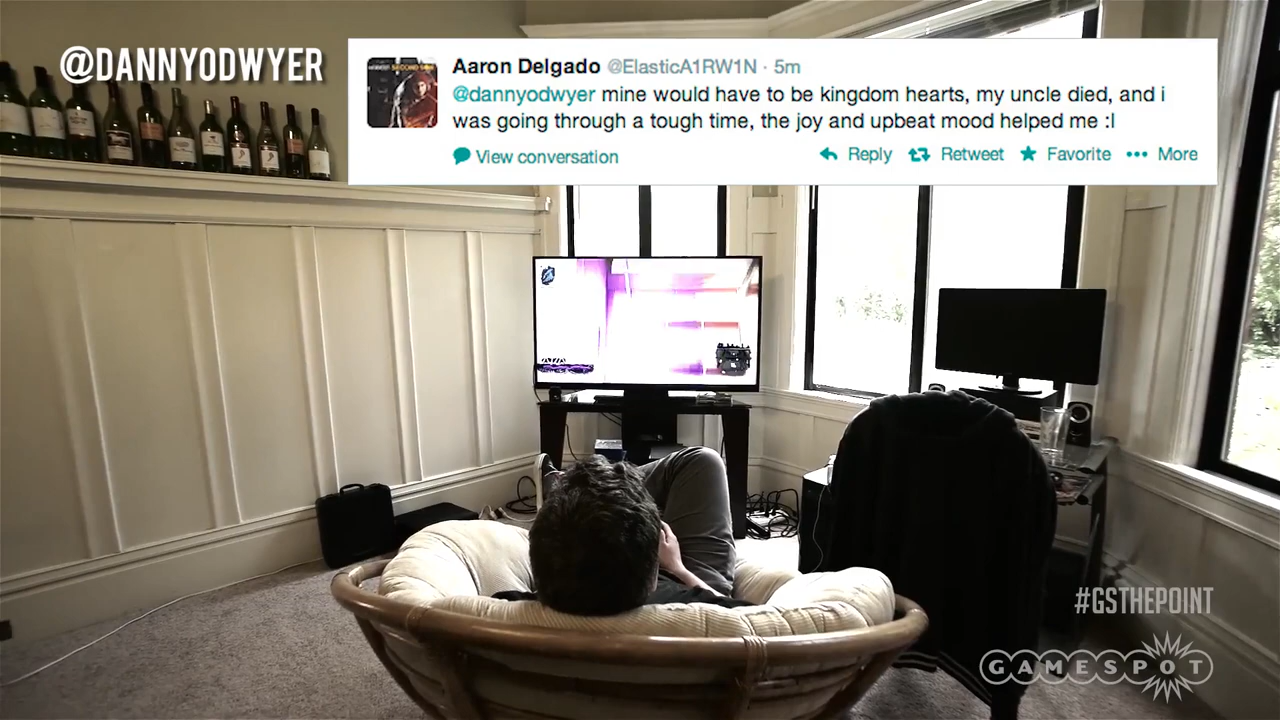 @DANNYODWYER
Aaron Delgado @ElasticA1RW1N · 5m
@dannyodwyer mine would have to be kingdom hearts, my uncle died, and i
was going through a tough time, the joy and upbeat mood helped me :l
View conversation
Reply Retweet Favorite More
#GSTHEPOINT
GAMESPOT